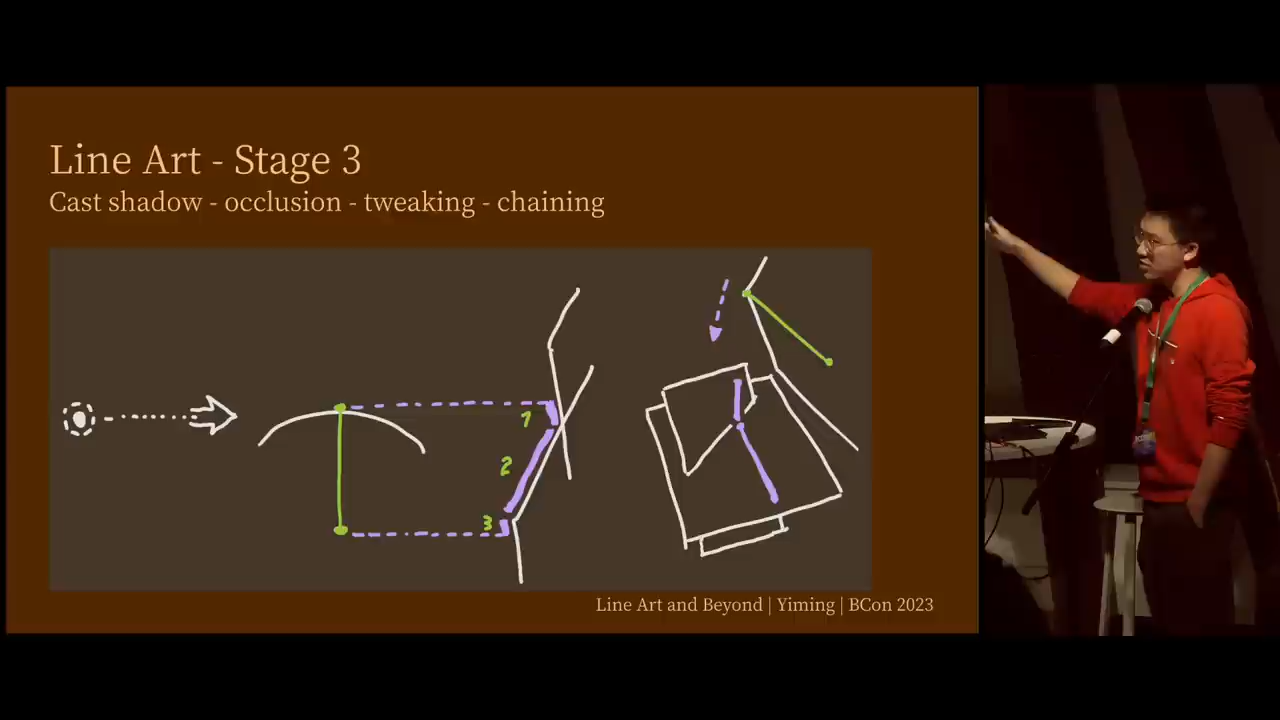 Line Art - Stage 3
Cast shadow - occlusion - tweaking - chaining
1
2
3
Line Art and Beyond | Yiming | BCon 2023